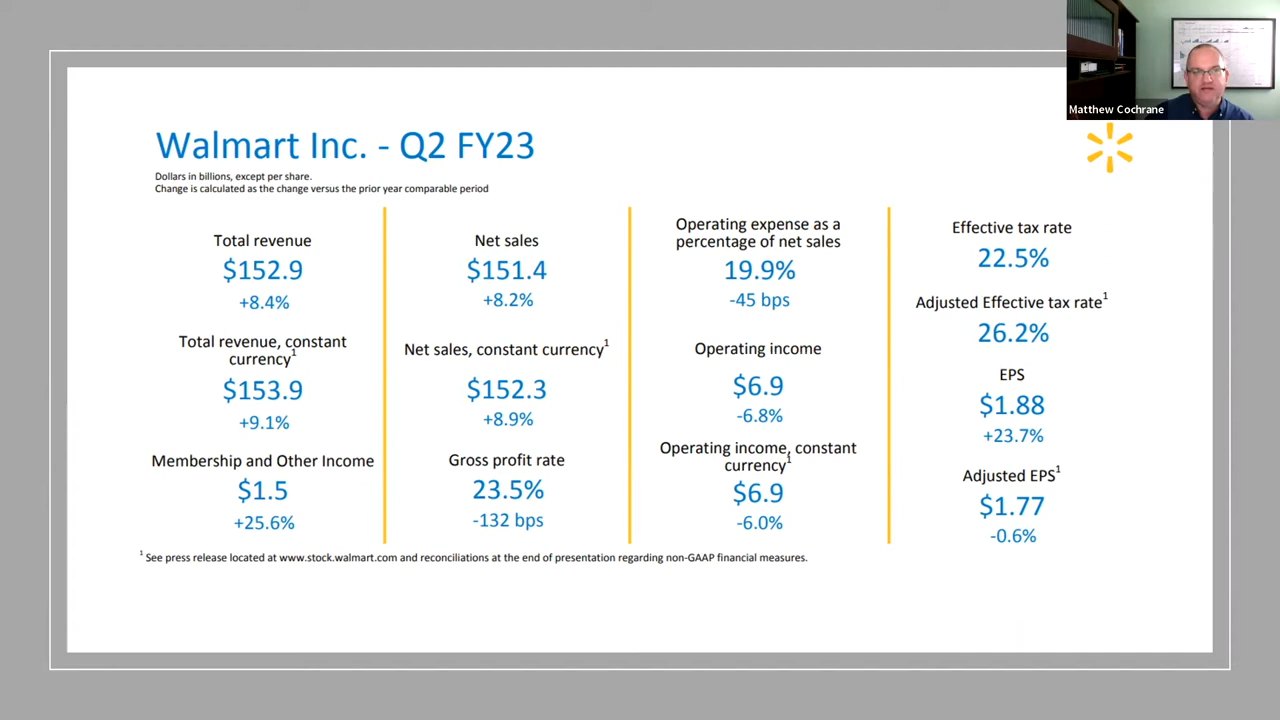 Matthew Cochrane
Walmart Inc. - Q2 FY23
Dollars in billions, except per share.
Change is calculated as the change versus the prior year comparable period
Total revenue
$152.9
+8.4%
Total revenue, constant
currency1
$153.9
+9.1%
Membership and Other Income
$1.5
+25.6%
Net sales
$151.4
+8.2%
Net sales, constant currency1
$152.3
+8.9%
Gross profit rate
23.5%
-132 bps
Operating expense as a
percentage of net sales
19.9%
-45 bps
Operating income
$6.9
-6.8%
Operating income, constant
currency1
$6.9
-6.0%
Effective tax rate
22.5%
Adjusted Effective tax rate1
26.2%
EPS
$1.88
+23.7%
Adjusted EPS1
$1.77
-0.6%
1 See press release located at www.stock.walmart.com and reconciliations at the end of presentation regarding non-GAAP financial measures.